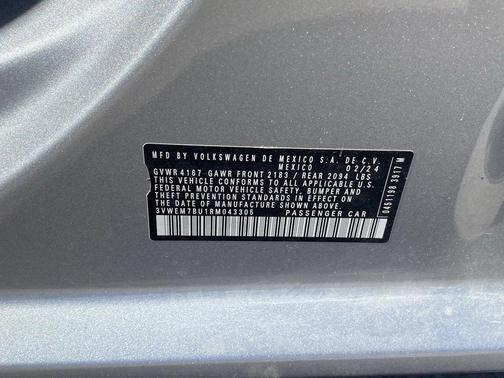 MFD BY VOLKSWAGEN DE MEXICO S.A. DE C.V.
MEXICO 02/24
GVWR 4167 GAWR FRONT 2183 / REAR 2094 LBS
THIS VEHICLE CONFORMS TO ALL APPLICABLE U.S.
FEDERAL MOTOR VEHICLE SAFETY, BUMPER AND
THEFT PREVENTION STANDARDS IN EFFECT ON
THE DATE OF MANUFACTURE SHOWN ABOVE
3VWEM7BU1RM043305 PASSENGER CAR
0451198 3917 M